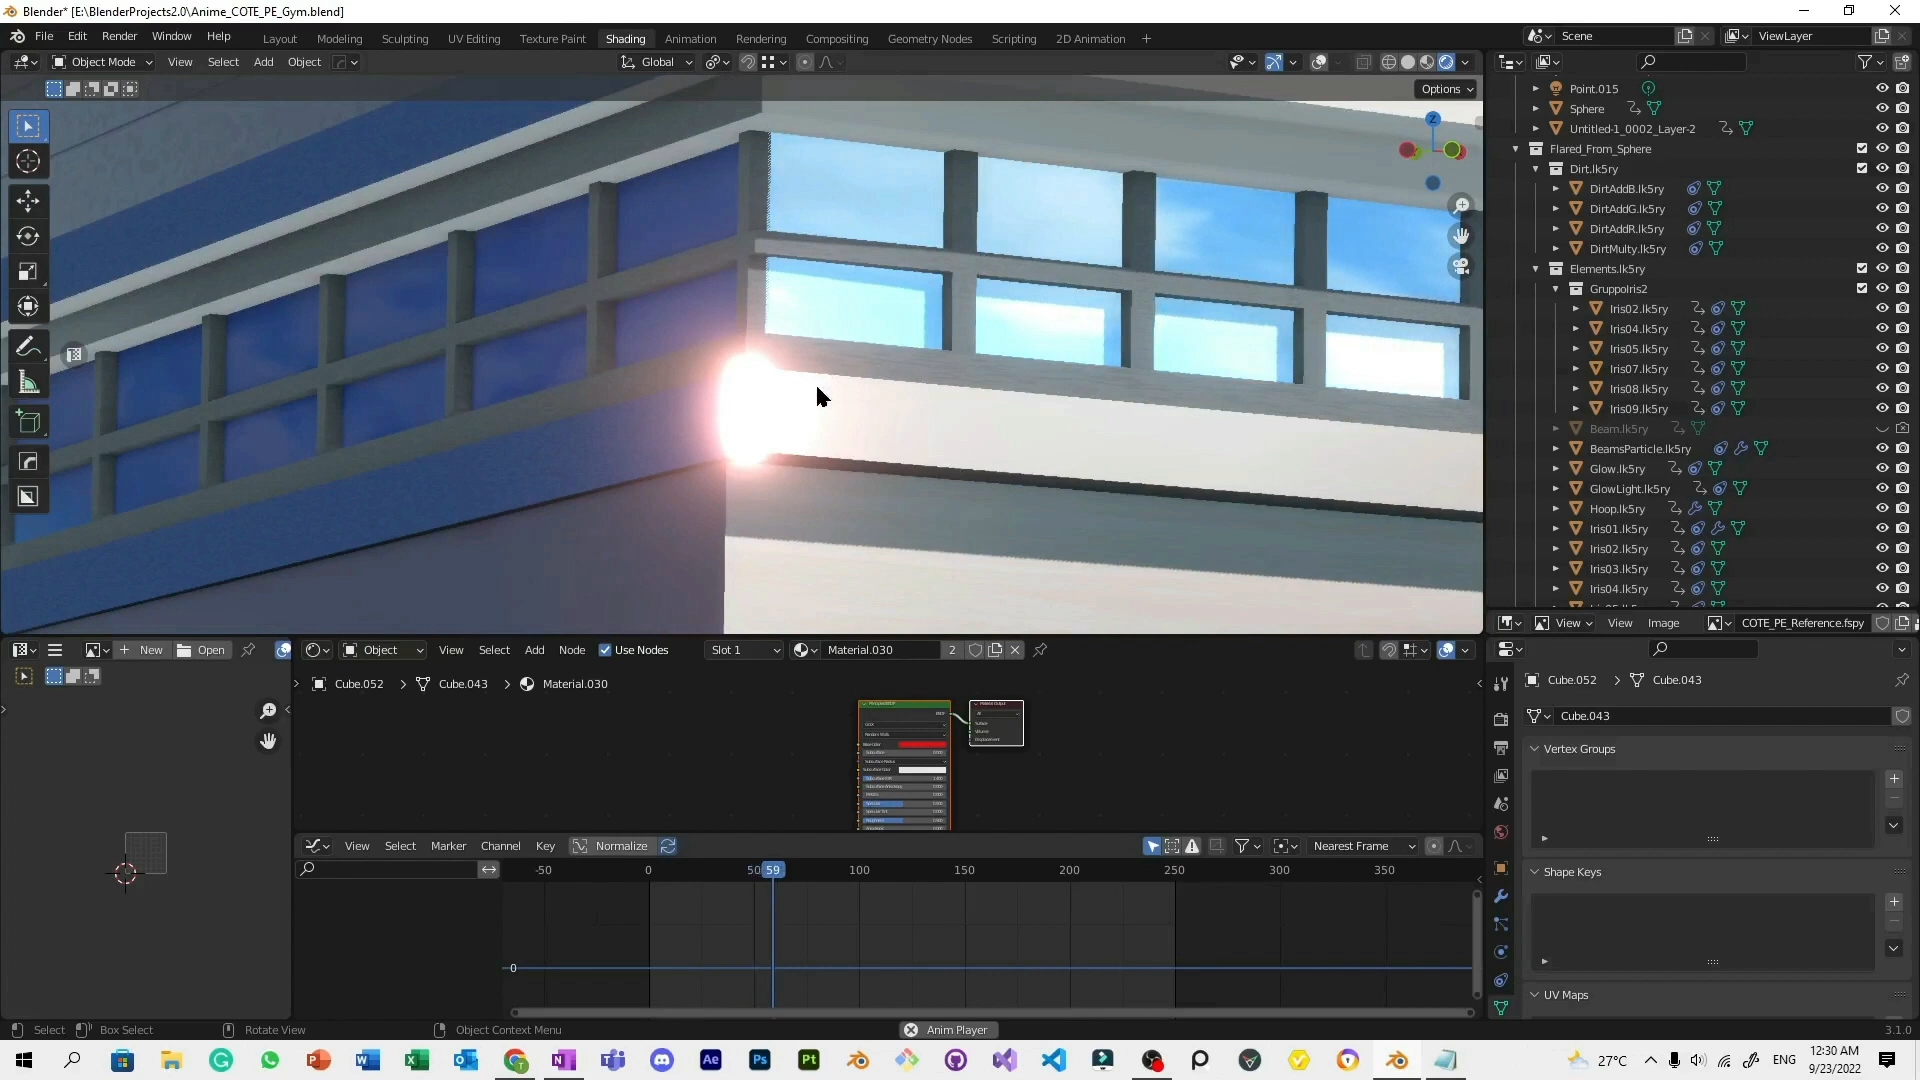 Blender* [E:\BlenderProjects2.0\Anime_COTE_PE_Gym.blend]
File Edit Render Window Help Layout Modeling Sculpting UV Editing Texture Paint Shading Animation Rendering Compositing Geometry Nodes Scripting 2D Animation + Scene ViewLayer
Object Mode View Select Add Object Global
Options
Point.015
Sphere
Untitled-1_0002_Layer-2
Flared_From_Sphere
Dirt.lk5ry
DirtAddB.lk5ry
DirtAddG.lk5ry
DirtAddR.lk5ry
DirtMulty.lk5ry
Elements.lk5ry
GruppoIris2
Iris02.lk5ry
Iris04.lk5ry
Iris05.lk5ry
Iris07.lk5ry
Iris08.lk5ry
Iris09.lk5ry
Beam.lk5ry
BeamsParticle.lk5ry
Glow.lk5ry
GlowLight.lk5ry
Hoop.lk5ry
Iris01.lk5ry
Iris02.lk5ry
Iris03.lk5ry
Iris04.lk5ry
View View Image COTE_PE_Reference.fspy
New Open Object View Select Add Node Use Nodes Slot 1 Material.030 2
Cube.052 > Cube.043 > Material.030
Cube.052 > Cube.043
Cube.043
Vertex Groups
Shape Keys
UV Maps
View Select Marker Channel Key Normalize Nearest Frame
-50 0 50 59 100 150 200 250 300 350
0
Select Box Select Rotate View Object Context Menu Anim Player 3.1.0
27°C ENG 12:30 AM
9/23/2022